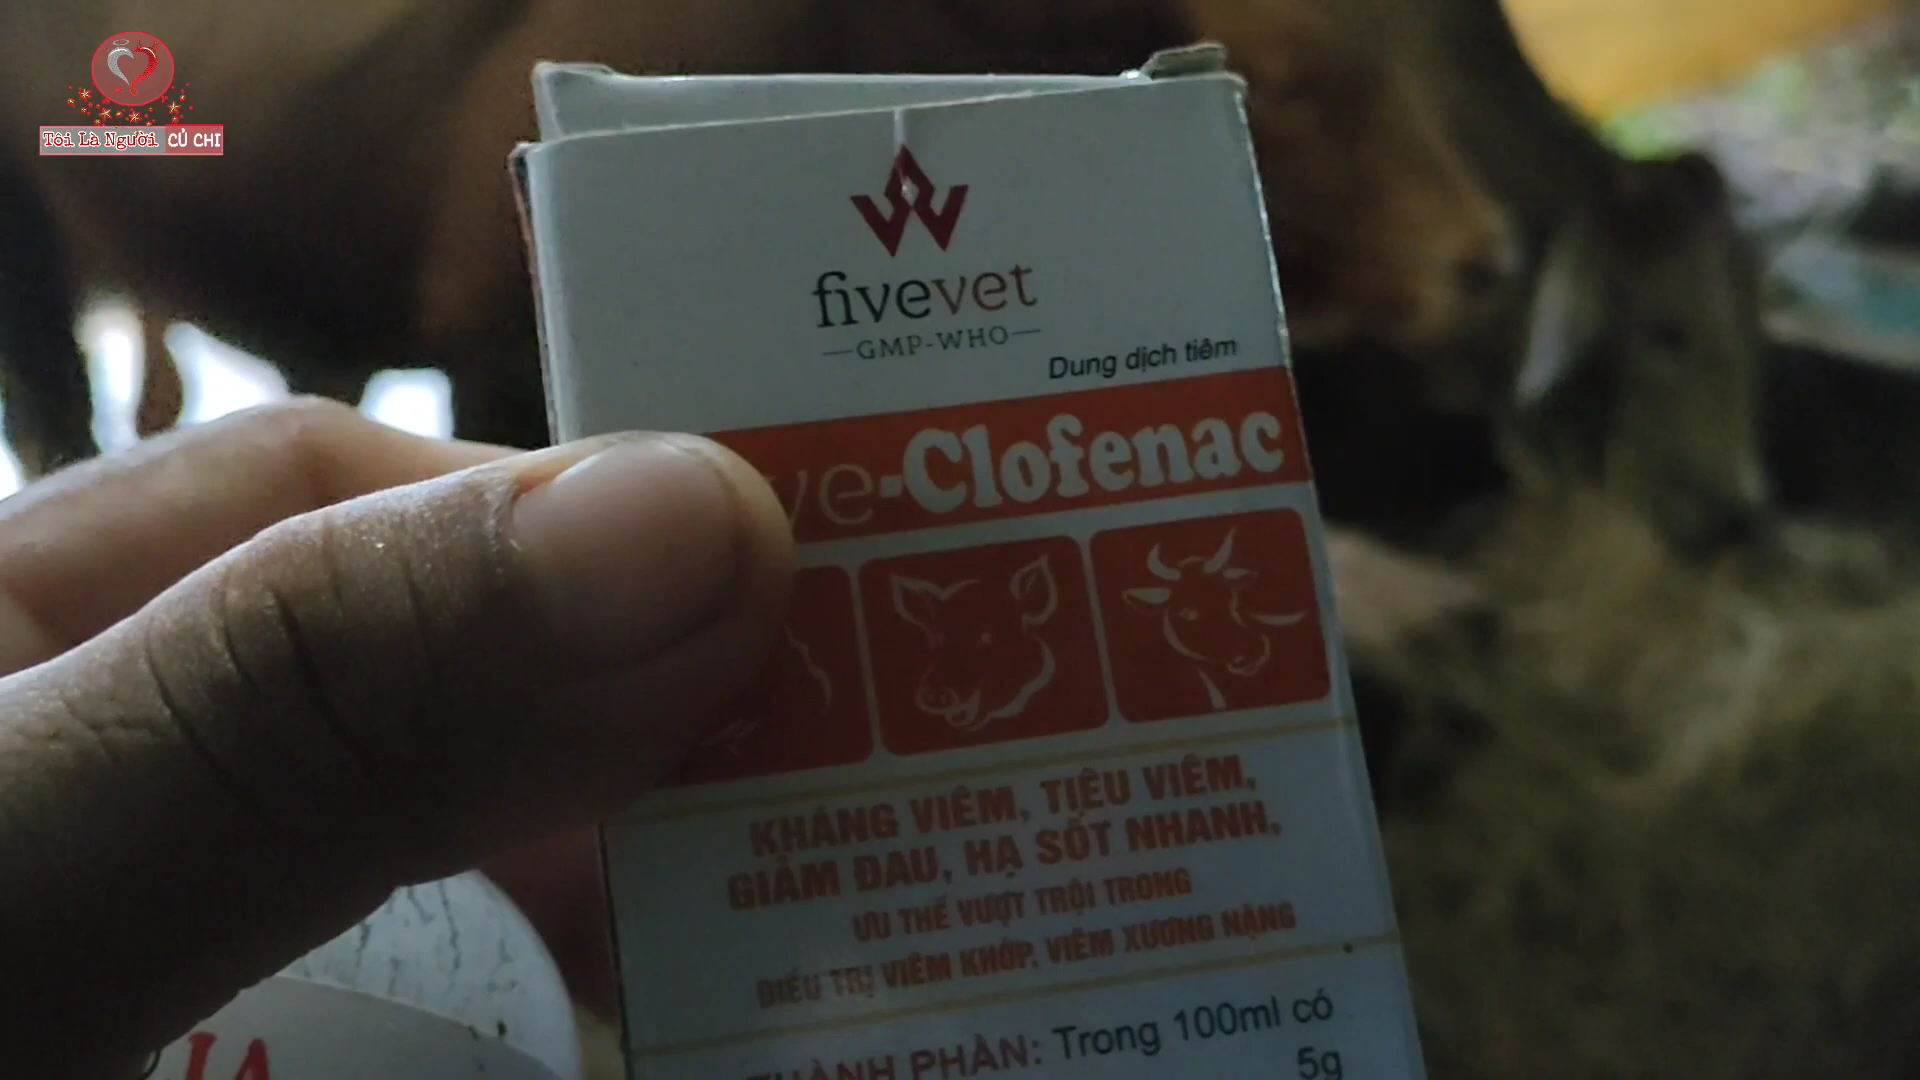 Tôi Là Người CỦ CHI
fivevet
GMP-WHO
Dung dịch tiêm
ve-Clofenac
KHÁNG VIÊM, TIÊU VIÊM,
GIẢM ĐAU, HẠ SỐT NHANH,
ƯU THẾ VƯỢT TRỘI TRONG
ĐIỀU TRỊ VIÊM KHỚP, VIÊM XƯƠNG NẶNG
THÀNH PHẦN: Trong 100ml có
5g